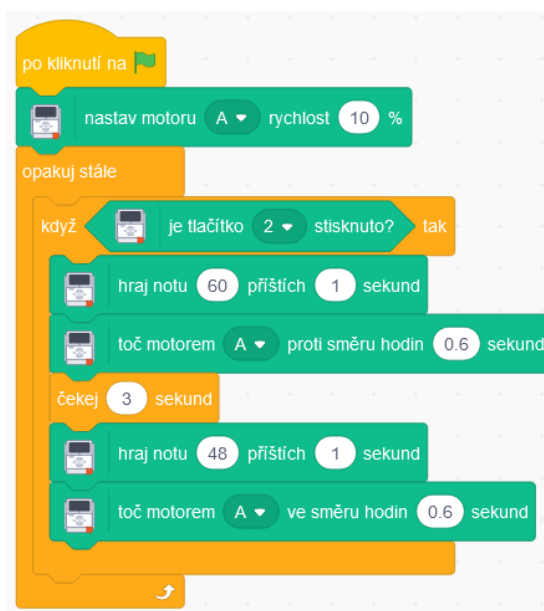 po kliknutí na
nastav motoru A rychlost 10 %
opakuj stále
když je tlačítko 2 stisknuto? tak
hraj notu 60 příštích 1 sekund
toč motorem A proti směru hodin 0.6 sekund
čekej 3 sekund
hraj notu 48 příštích 1 sekund
toč motorem A ve směru hodin 0.6 sekund